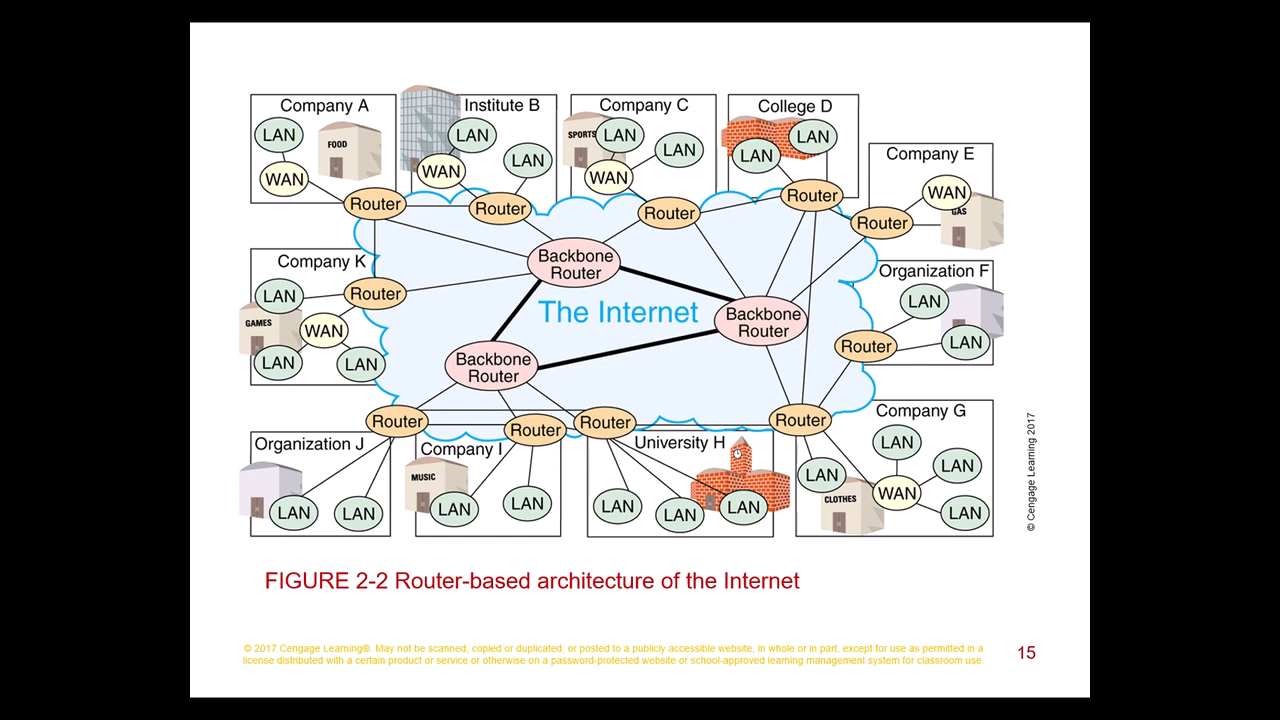 Company A
LAN
FOOD
WAN
Router
Institute B
LAN
LAN
WAN
Router
Company C
SPORTS
LAN
LAN
WAN
Router
College D
LAN
LAN
Router
Company E
WAN
GAS
Router
Company K
LAN
Router
GAMES
WAN
LAN
LAN
Backbone
Router
The Internet
Backbone
Router
Backbone
Router
Organization F
LAN
LAN
Router
Router
Organization J
LAN
LAN
Router
Company I
MUSIC
LAN
LAN
Router
University H
LAN
LAN
LAN
Router
Company G
LAN
LAN
LAN
WAN
CLOTHES
LAN
© Cengage Learning 2017
FIGURE 2-2 Router-based architecture of the Internet
© 2017 Cengage Learning®. May not be scanned, copied or duplicated, or posted to a publicly accessible website, in whole or in part, except for use as permitted in a
license distributed with a certain product or service or otherwise on a password-protected website or school-approved learning management system for classroom use.
15